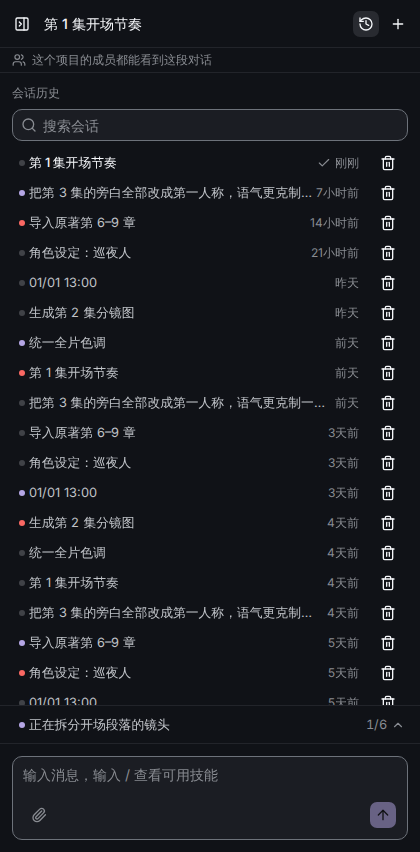 第 1 集开场节奏
这个项目的成员都能看到这段对话
会话历史
搜索会话
第 1 集开场节奏 刚刚
把第 3 集的旁白全部改成第一人称，语气更克制... 7小时前
导入原著第 6–9 章 14小时前
角色设定：巡夜人 21小时前
01/01 13:00 昨天
生成第 2 集分镜图 昨天
统一全片色调 前天
第 1 集开场节奏 前天
把第 3 集的旁白全部改成第一人称，语气更克制一... 前天
导入原著第 6–9 章 3天前
角色设定：巡夜人 3天前
01/01 13:00 3天前
生成第 2 集分镜图 4天前
统一全片色调 4天前
第 1 集开场节奏 4天前
把第 3 集的旁白全部改成第一人称，语气更克制... 4天前
导入原著第 6–9 章 5天前
角色设定：巡夜人 5天前
01/01 13:00 5天前
正在拆分开场段落的镜头 1/6
输入消息，输入 / 查看可用技能